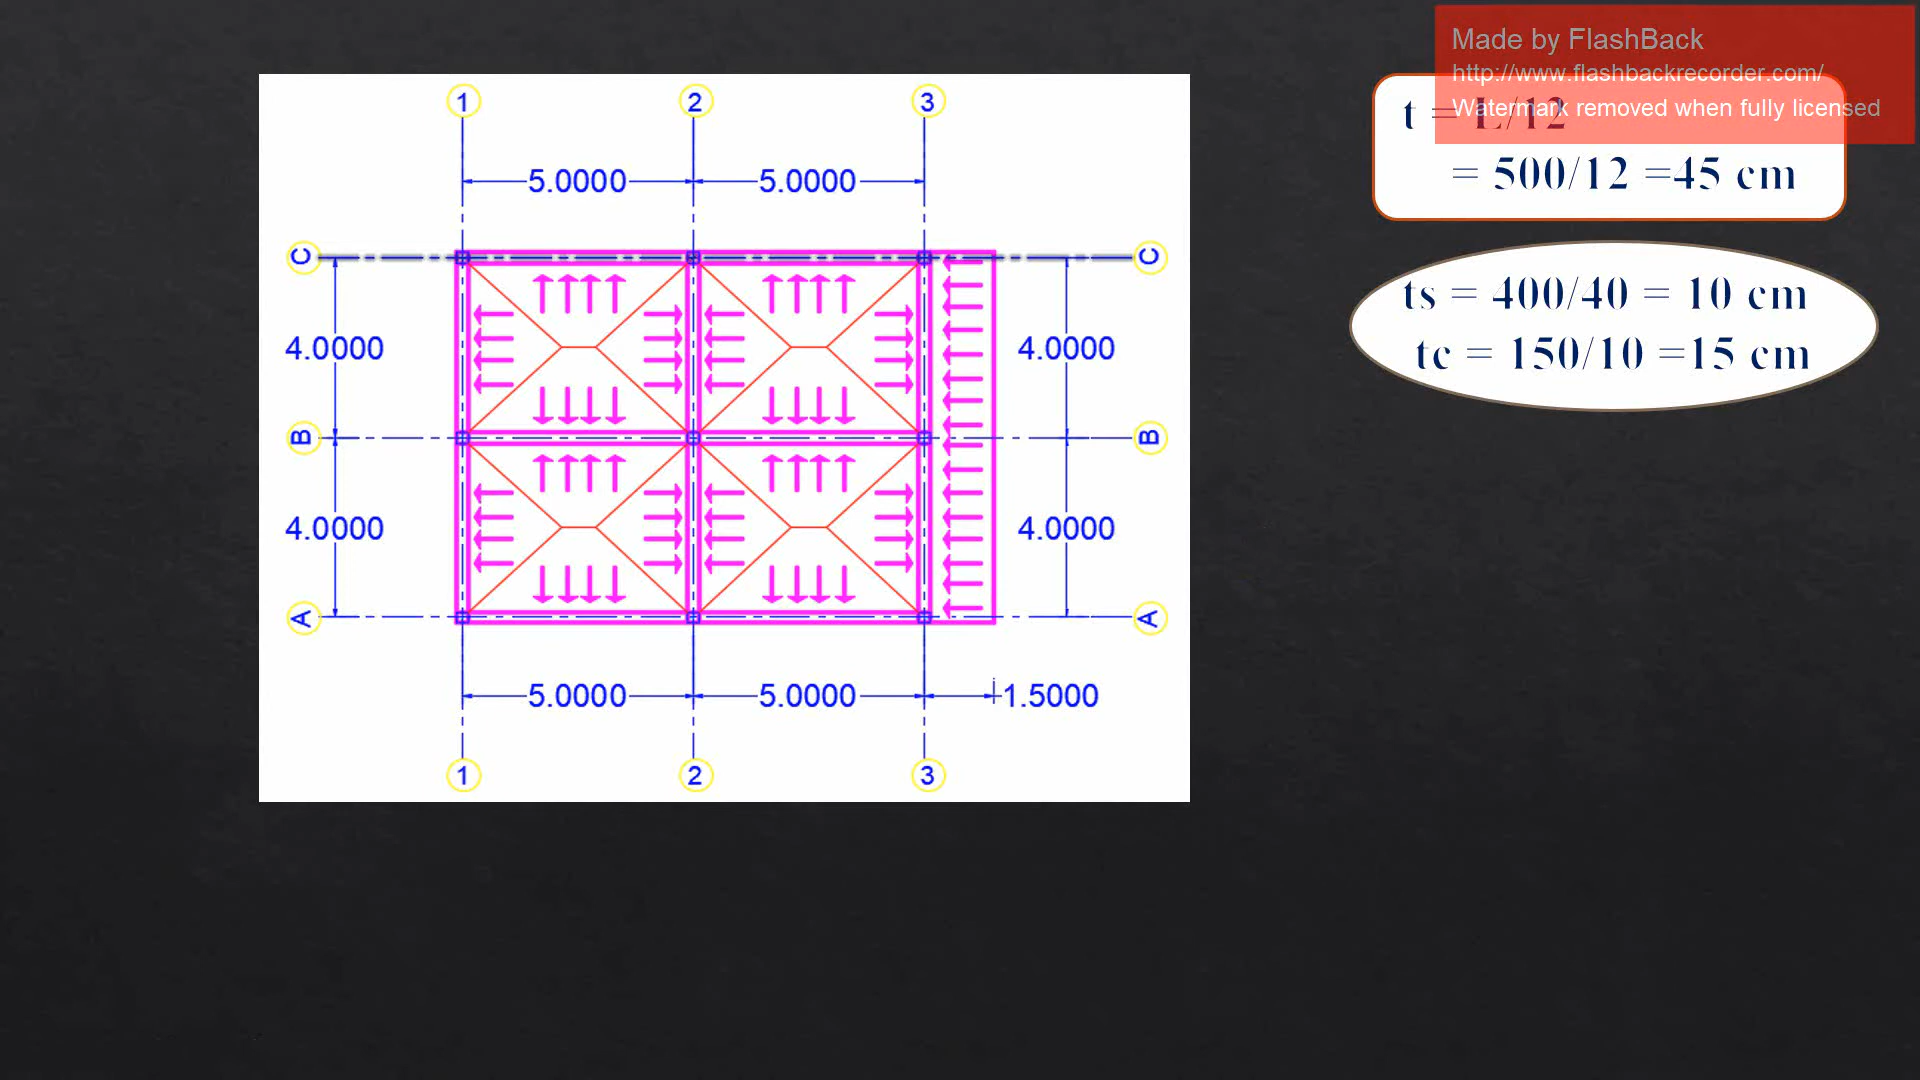 Made by FlashBack
http://www.flashbackrecorder.com/
Watermark removed when fully licensed
t = L/12
= 500/12 =45 cm
ts = 400/40 = 10 cm
tc = 150/10 =15 cm
1 2 3
5.0000 5.0000
C C
4.0000 4.0000
B B
4.0000 4.0000
A A
5.0000 5.0000 1.5000
1 2 3